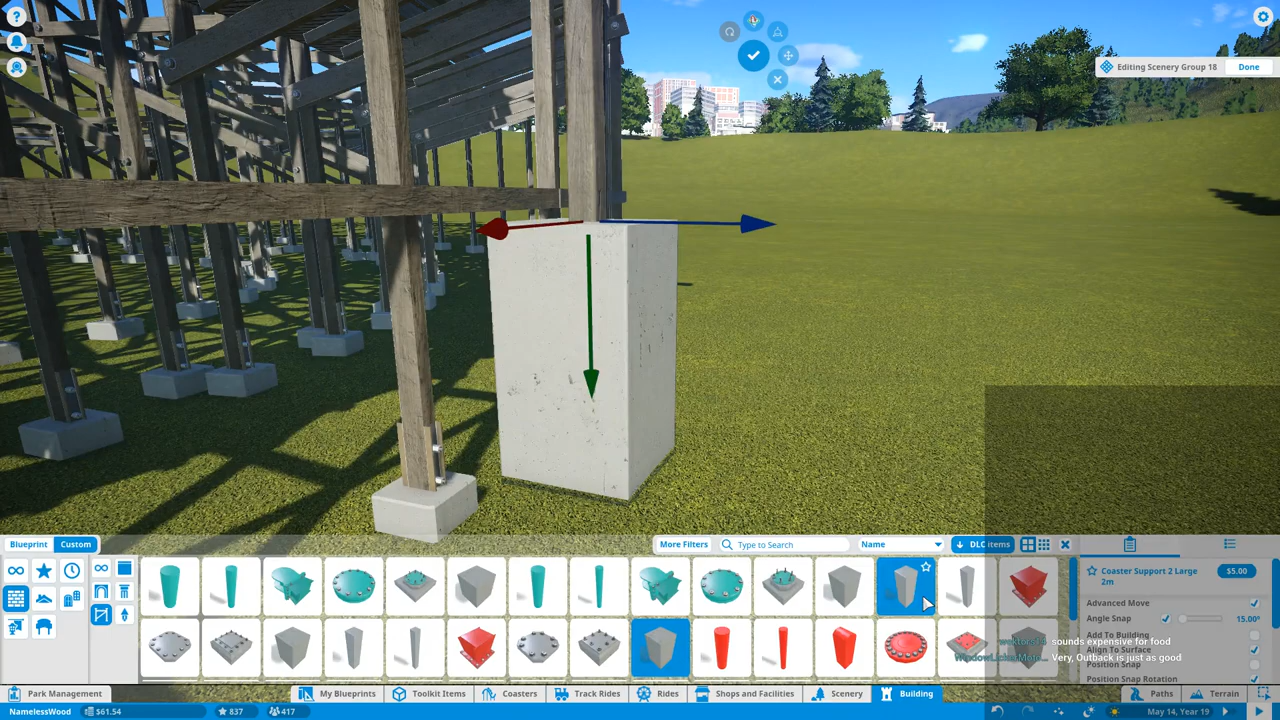 Editing Scenery Group 18
Done
Blueprint
Custom
More Filters
Type to Search
Name
DLC items
Coaster Support 2 Large 2m
$5.00
Advanced Move
Angle Snap
15.00°
Add To Building
sounds expensive for food
Align To Surface
Very, Outback is just as good
Position Snap
Position Snap Rotation
Park Management
My Blueprints
Toolkit Items
Coasters
Track Rides
Rides
Shops and Facilities
Scenery
Building
Paths
Terrain
NamelessWood
$61.54
837
417
May 14, Year 19